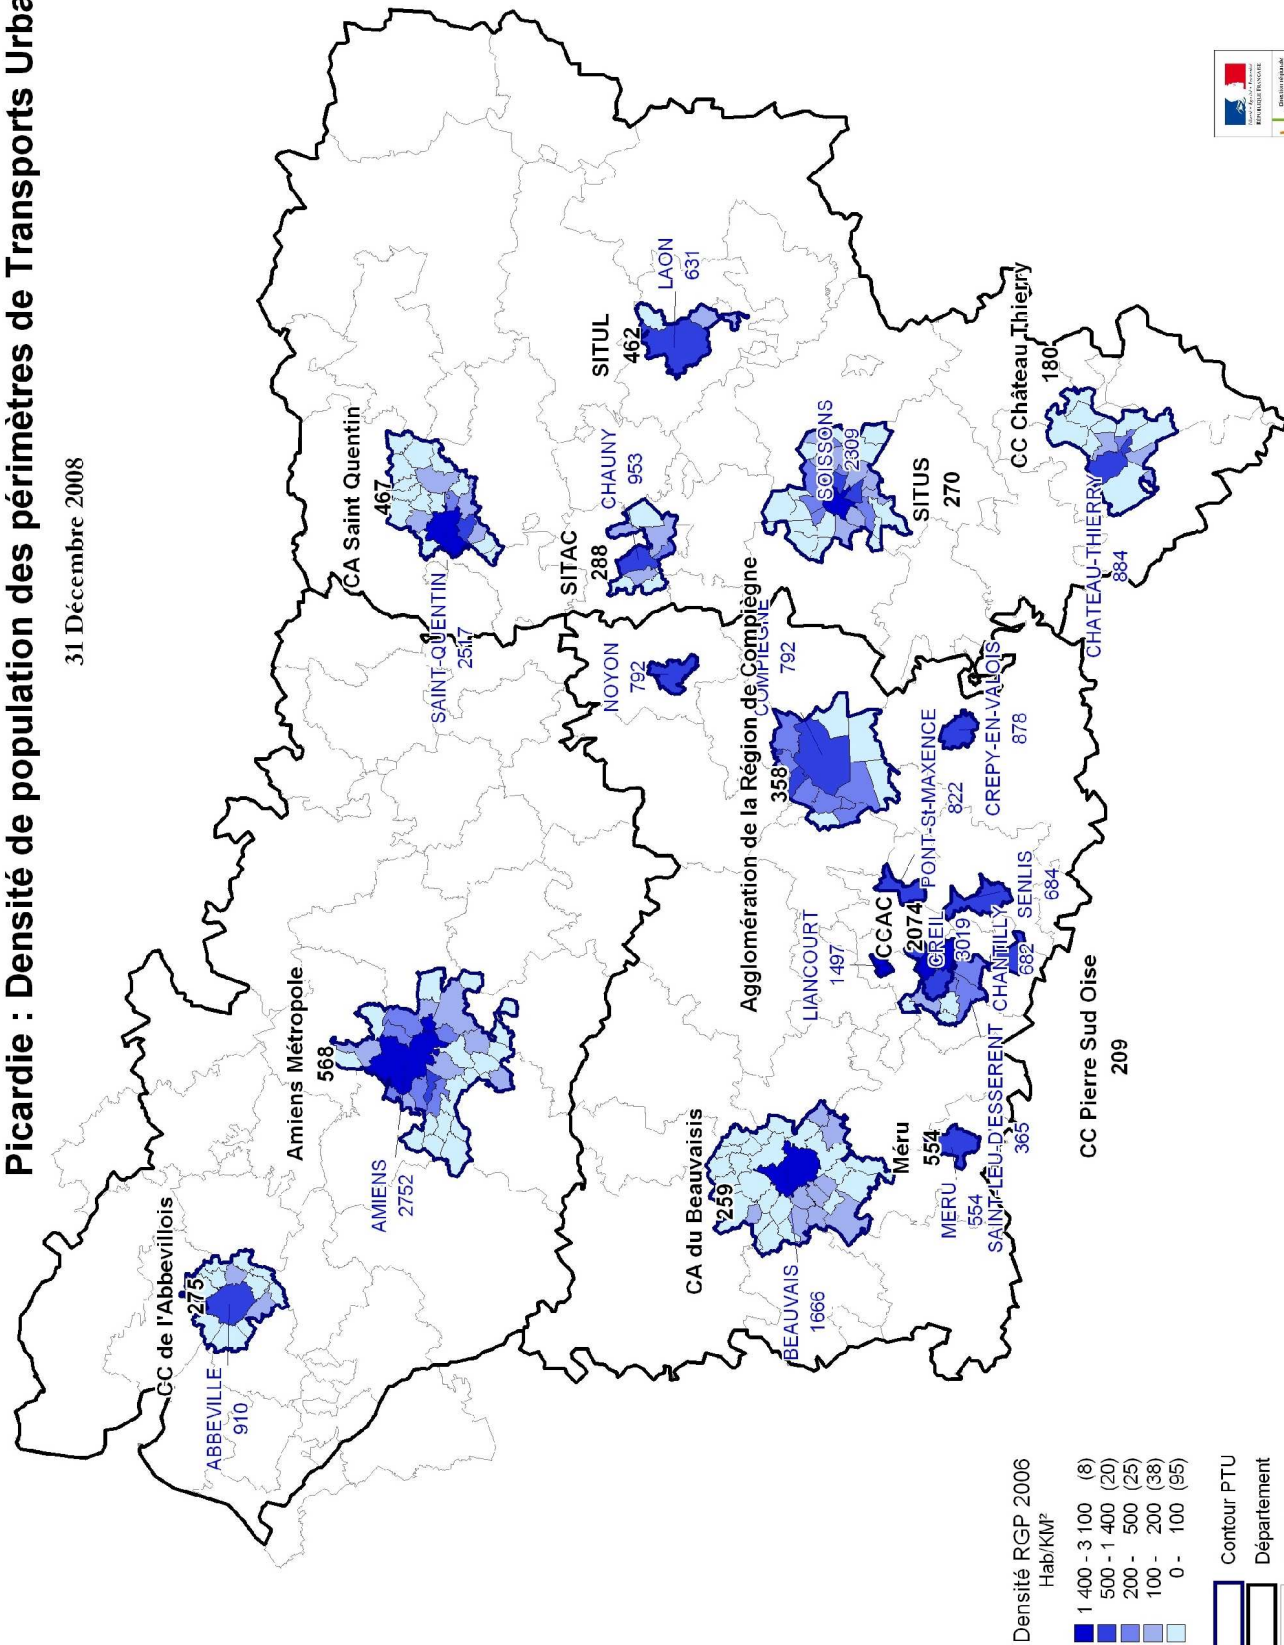 Picardie : Densité de population des périmètres de Transports Urba
31 Décembre 2008
CC de l'Abbevillois
275
ABBEVILLE
910
Amiens Métropole
568
AMIENS
2752
CA Saint Quentin
467
SAINT-QUENTIN
2517
SITAC
288
CHAUNY
953
SITUL
462
LAON
631
NOYON
792
SOISSONS
2309
SITUS
270
CC Château Thierry
180
CHATEAU-THIERRY
884
Agglomération de la Région de Compiègne
358
COMPIEGNE
792
CREPY-EN-VALOIS
878
PONT-St-MAXENCE
822
LIANCOURT
1497
CCAC
2074
CREIL
3019
SENLIS
684
CHANTILLY
682
SAINT-LEU-D'ESSERENT
365
CC Pierre Sud Oise
209
CA du Beauvaisis
259
BEAUVAIS
1666
Méru
554
MERU
554
Densité RGP 2006
Hab/KM²
1 400 - 3 100 (8)
500 - 1 400 (20)
200 - 500 (25)
100 - 200 (38)
0 - 100 (95)
Contour PTU
Département
RÉPUBLIQUE FRANÇAISE